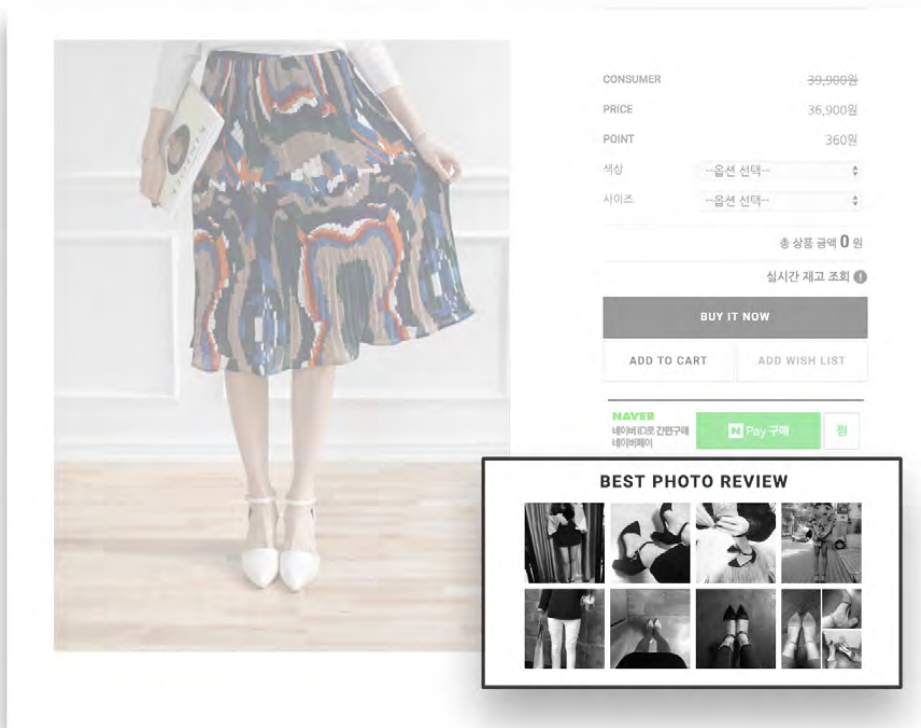 CONSUMER 39,900원
PRICE 36,900원
POINT 360원
색상 --옵션 선택--
사이즈 --옵션 선택--
총 상품 금액 0 원
실시간 재고 조회
BUY IT NOW
ADD TO CART ADD WISH LIST
NAVER
네이버 ID로 간편구매
네이버페이
N Pay 구매
찜
BEST PHOTO REVIEW